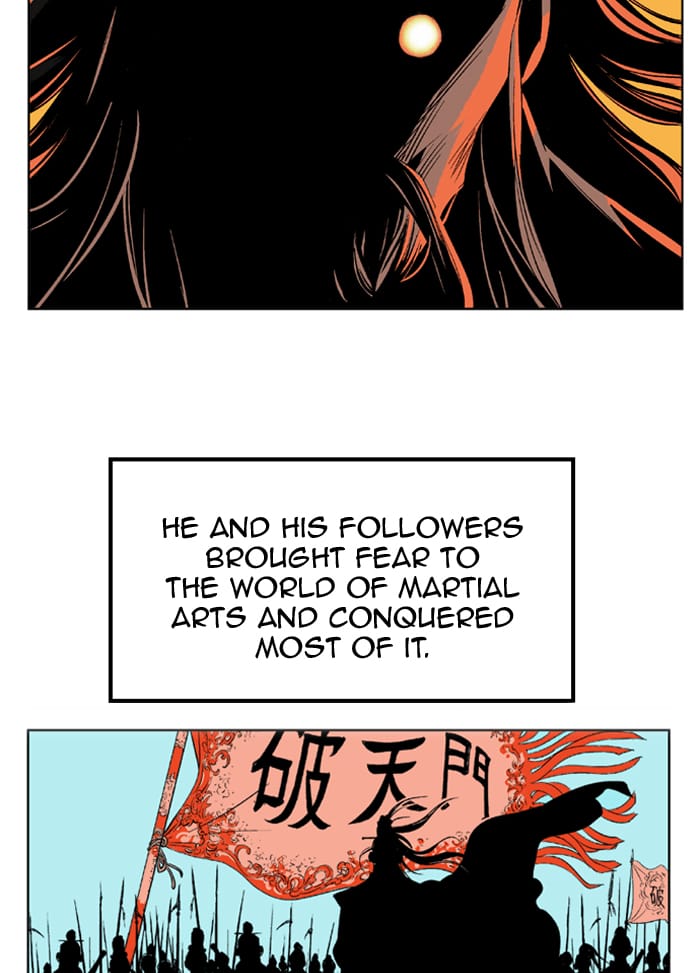 HE AND HIS FOLLOWERS
BROUGHT FEAR TO
THE WORLD OF MARTIAL
ARTS AND CONQUERED
MOST OF IT.
破天門
破